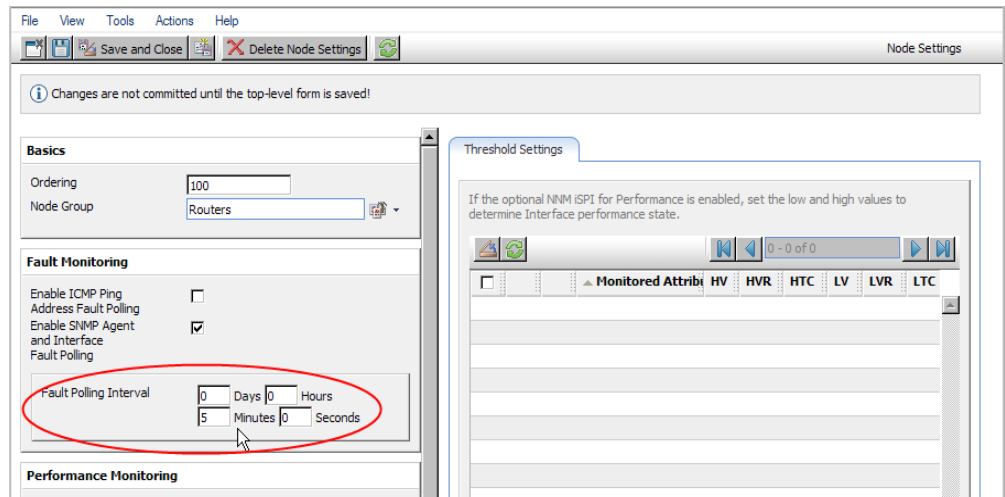 File View Tools Actions Help
Save and Close Delete Node Settings Node Settings
Changes are not committed until the top-level form is saved!
Basics
Ordering 100
Node Group Routers
Fault Monitoring
Enable ICMP Ping
Address Fault Polling
Enable SNMP Agent
and Interface
Fault Polling
Fault Polling Interval 0 Days 0 Hours
5 Minutes 0 Seconds
Performance Monitoring
Threshold Settings
If the optional NNM iSPI for Performance is enabled, set the low and high values to
determine Interface performance state.
0 - 0 of 0
Monitored Attribu HV HVR HTC LV LVR LTC